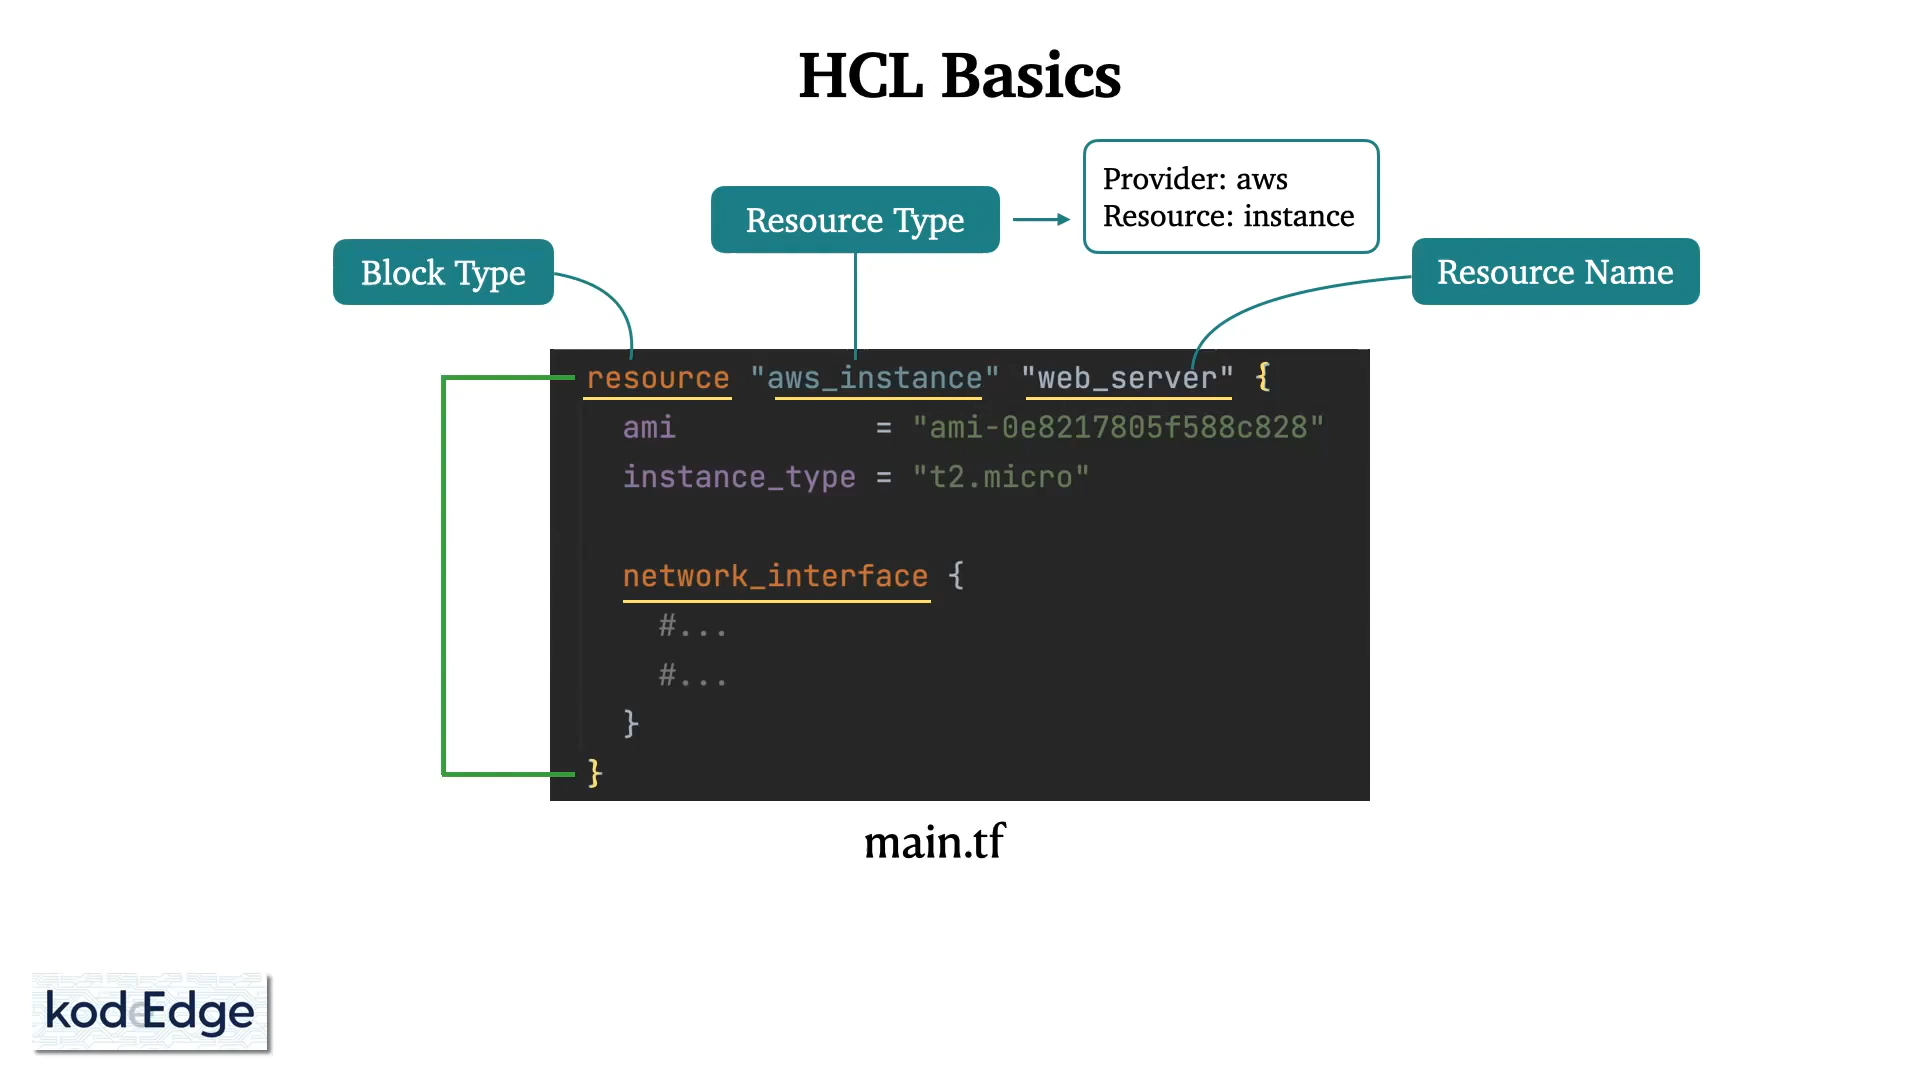 HCL Basics
Provider: aws
Resource: instance
Resource Type
Block Type
Resource Name
resource "aws_instance" "web_server" {
ami = "ami-0e8217805f588c828"
instance_type = "t2.micro"
network_interface {
#...
#...
}
}
main.tf
kodeEdge